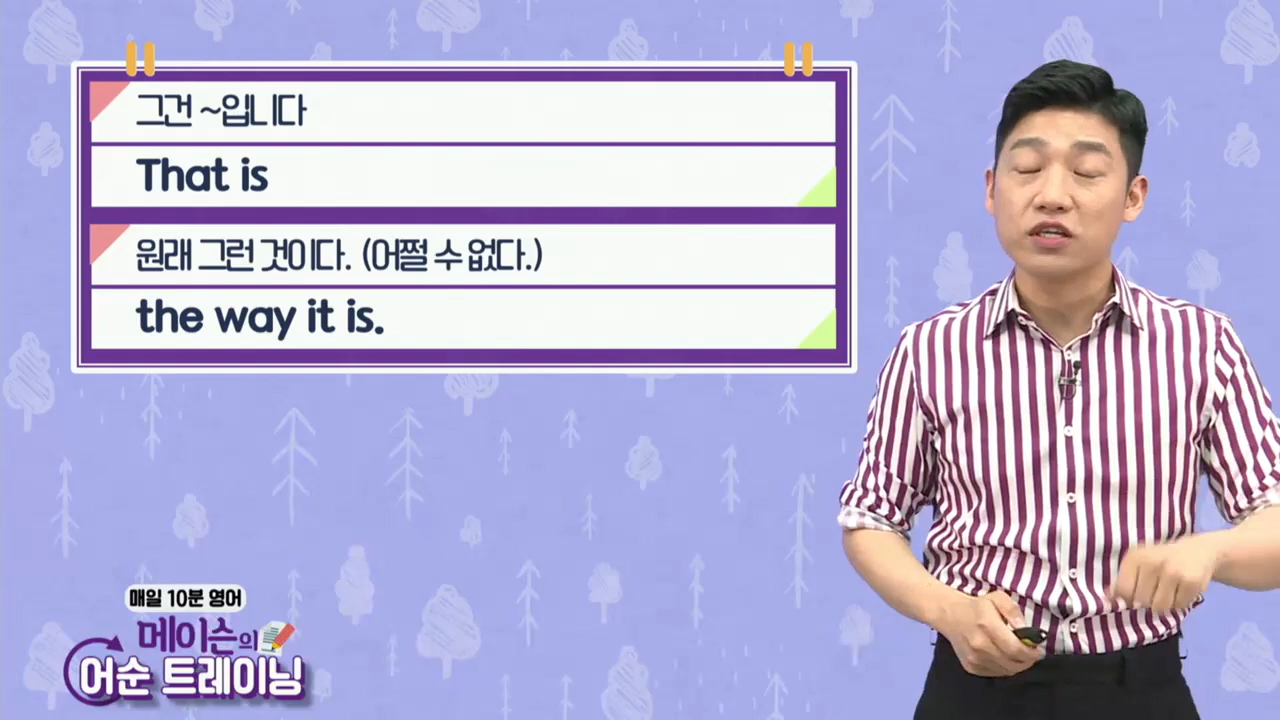 그건 ~입니다
That is
원래 그런 것이다. (어쩔 수 없다.)
the way it is.
매일 10분 영어
메이슨의
어순 트레이닝